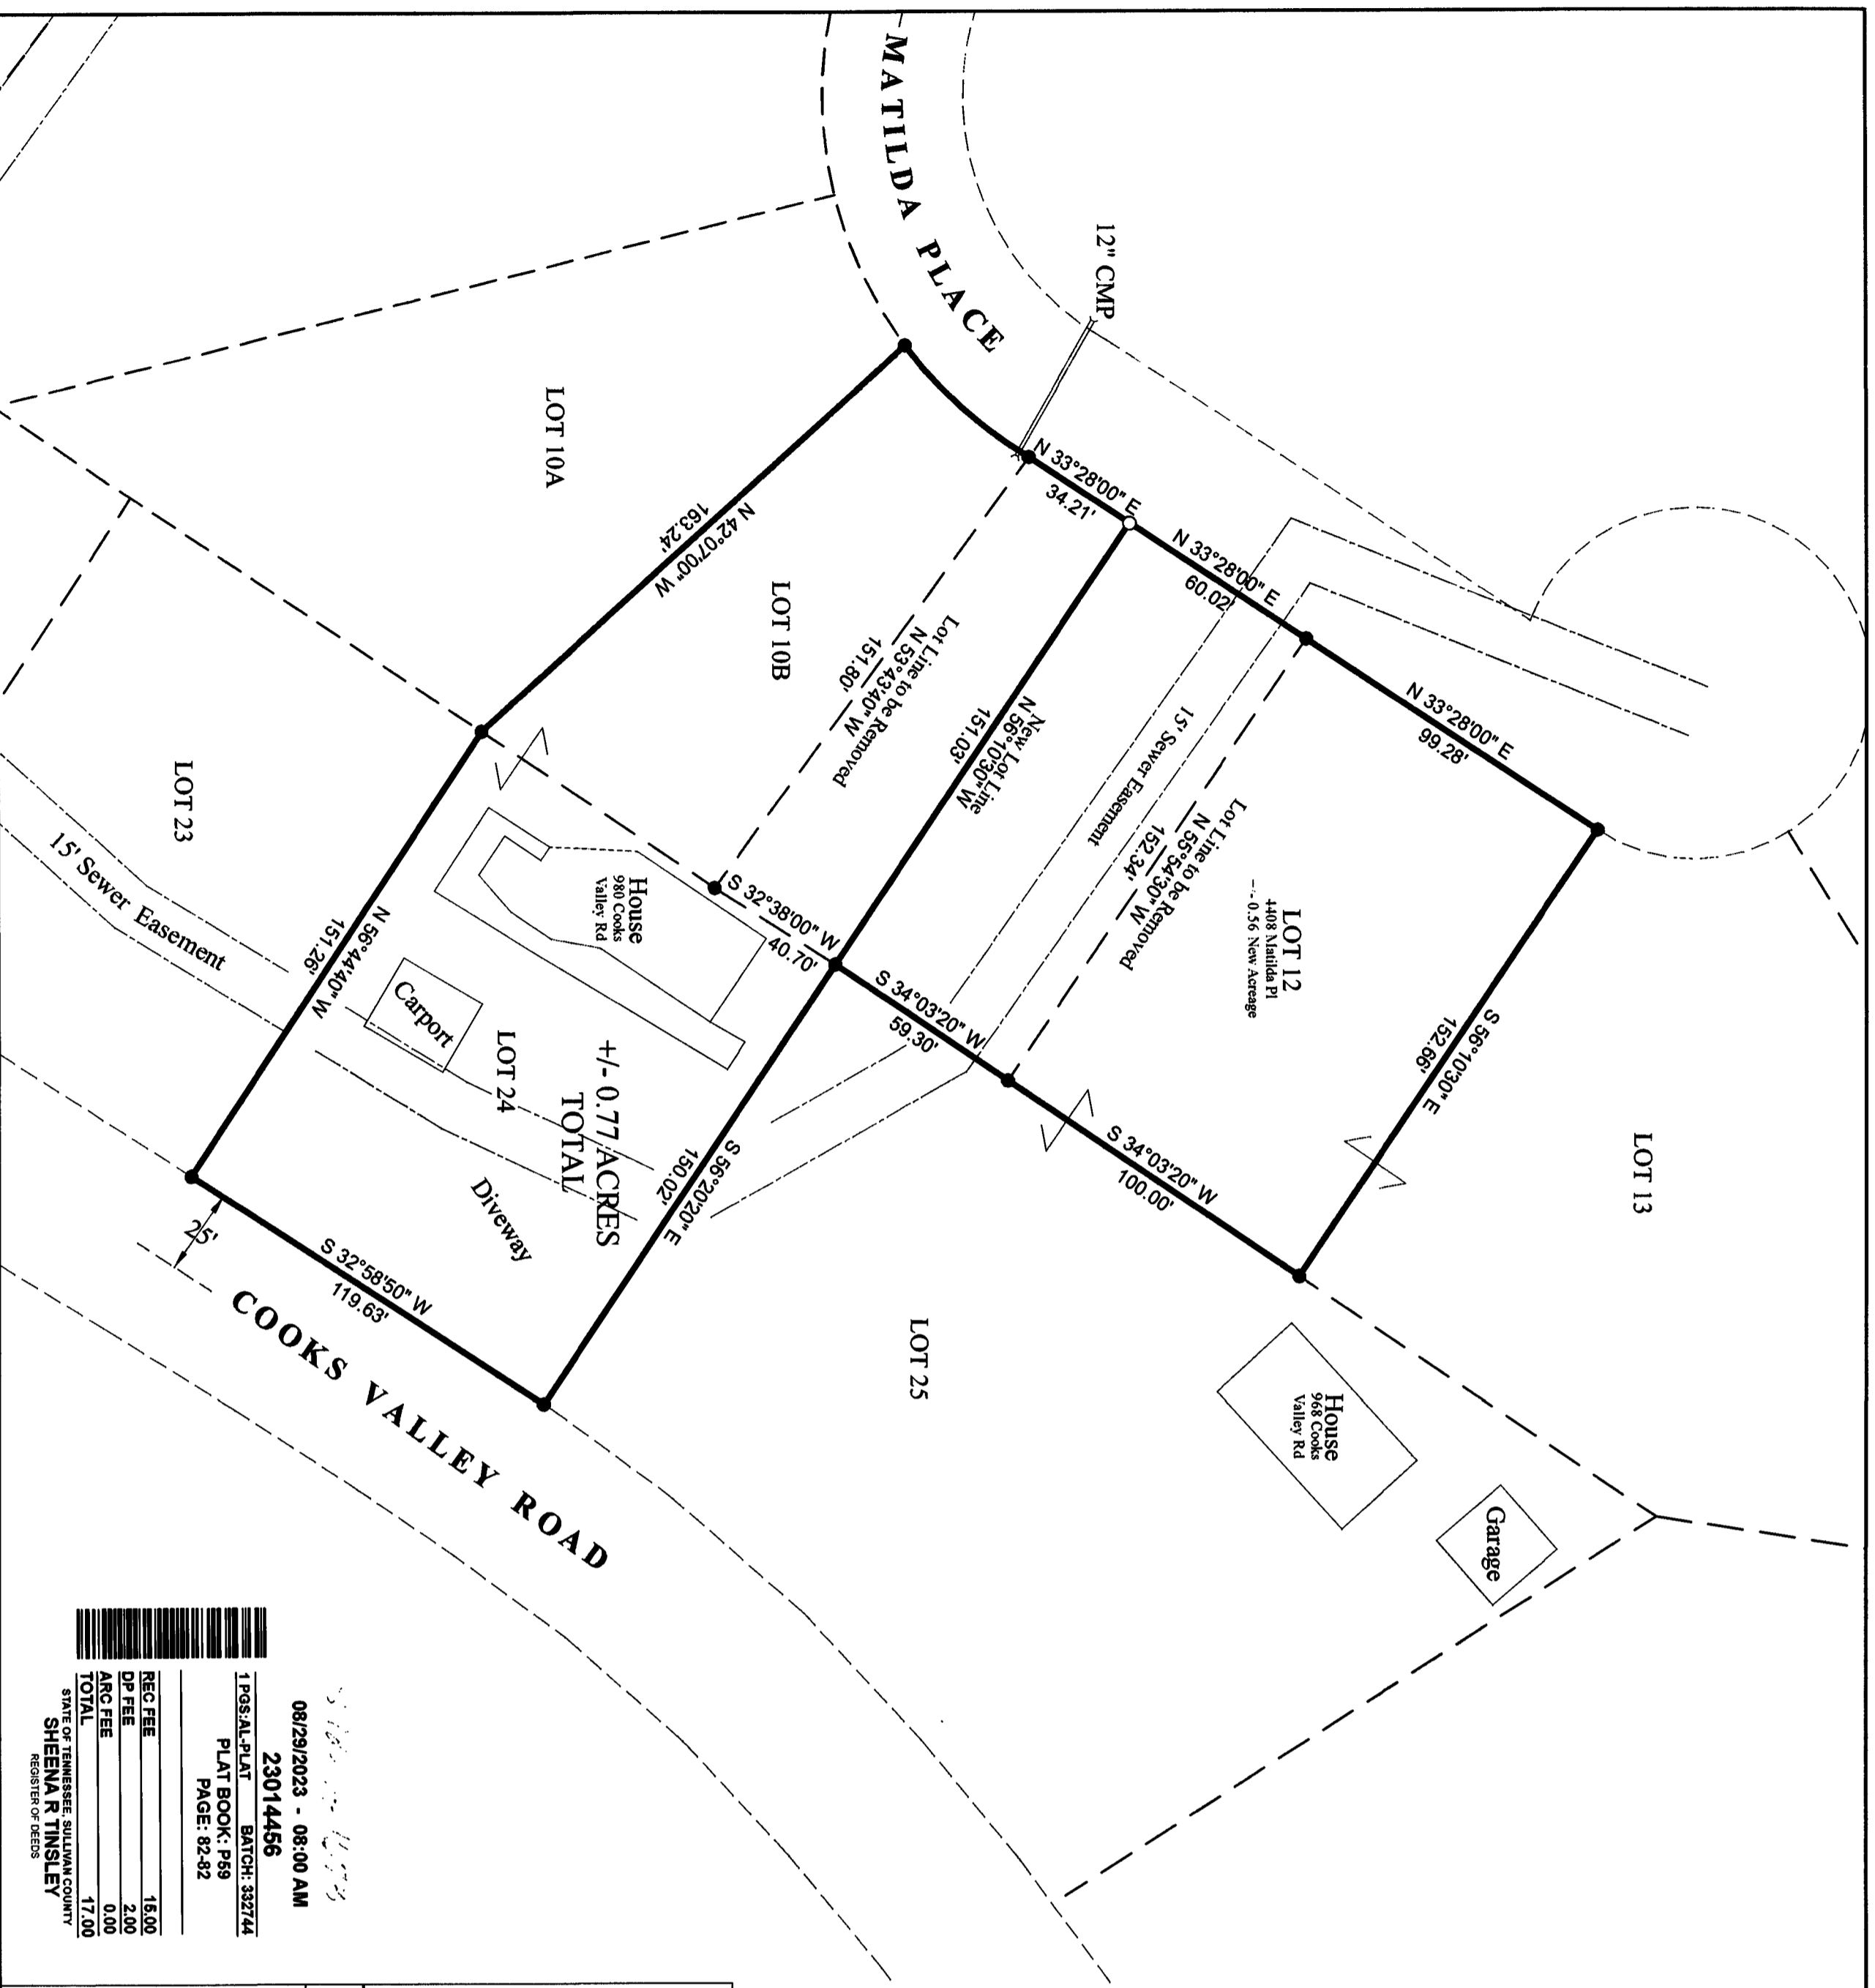 MATILDA PLACE
12" CMP
N 33°28'00" E
34.21'
N 33°28'00" E
60.02'
N 33°28'00" E
99.28'
LOT 10A
N 42°07'00" W
163.24'
LOT 10B
Lot Line to be Removed
N 53°43'40" W
151.80'
New Lot Line
N 56°10'30" W
151.03'
15' Sewer Easement
Lot Line to be Removed
N 55°54'30" W
152.34'
LOT 12
4408 Matilda Pl
0.56 New Acreage
S 56°10'30" E
152.66'
LOT 13
LOT 23
15' Sewer Easement
N 56°44'40" W
151.26'
House
980 Cooks
Valley Rd
Carport
LOT 24
S 32°38'00" W
40.70'
S 34°03'20" W
59.30'
S 34°03'20" W
100.00'
+/- 0.77 ACRES
TOTAL
S 56°20'20" E
150.02'
Diveway
25'
S 32°58'50" W
119.63'
COOKS VALLEY ROAD
LOT 25
House
968 Cooks
Valley Rd
Garage
08/29/2023 - 08:00 AM
23014456
1 PGS:AL-PLAT BATCH: 332744
PLAT BOOK: P59
PAGE: 82-82
REC FEE 15.00
DP FEE 2.00
ARC FEE 0.00
TOTAL 17.00
STATE OF TENNESSEE, SULLIVAN COUNTY
SHEENA R TINSLEY
REGISTER OF DEEDS